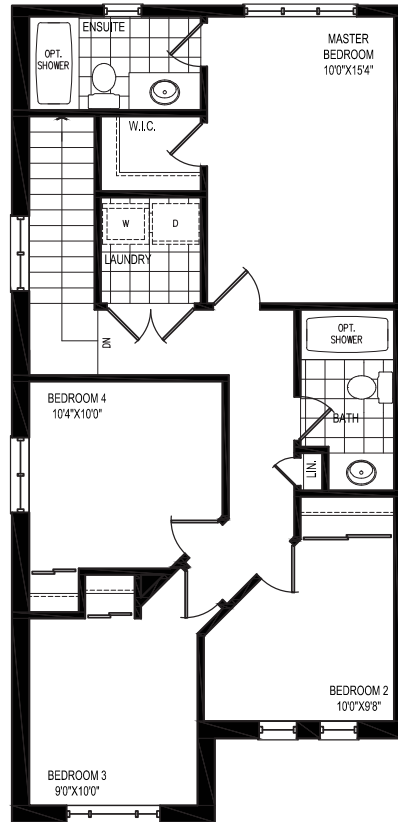 ENSUITE
OPT.
SHOWER
MASTER
BEDROOM
10'0"X15'4"
W.I.C.
W
D
LAUNDRY
DN
OPT.
SHOWER
BATH
LIN.
BEDROOM 4
10'4"X10'0"
BEDROOM 2
10'0"X9'8"
BEDROOM 3
9'0"X10'0"